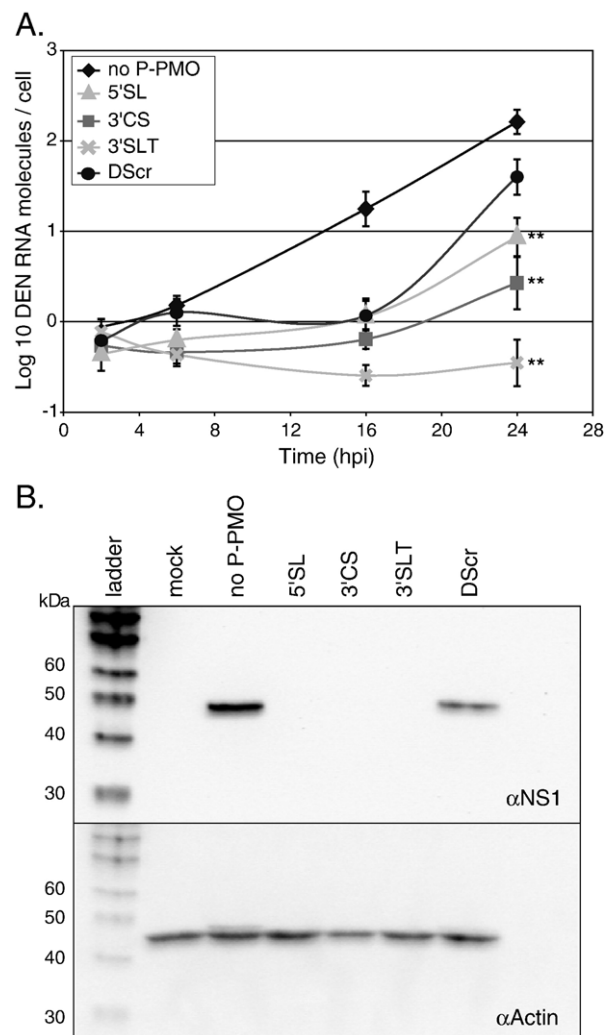 A.
Log 10 DEN RNA molecules / cell
3
2
1
0
-1
no P-PMO
5'SL
3'CS
3'SLT
DScr
**
**
**
0 4 8 12 16 20 24 28
Time (hpi)
B.
ladder
mock
no P-PMO
5'SL
3'CS
3'SLT
DScr
kDa
60
50
40
30
αNS1
60
50
40
30
αActin